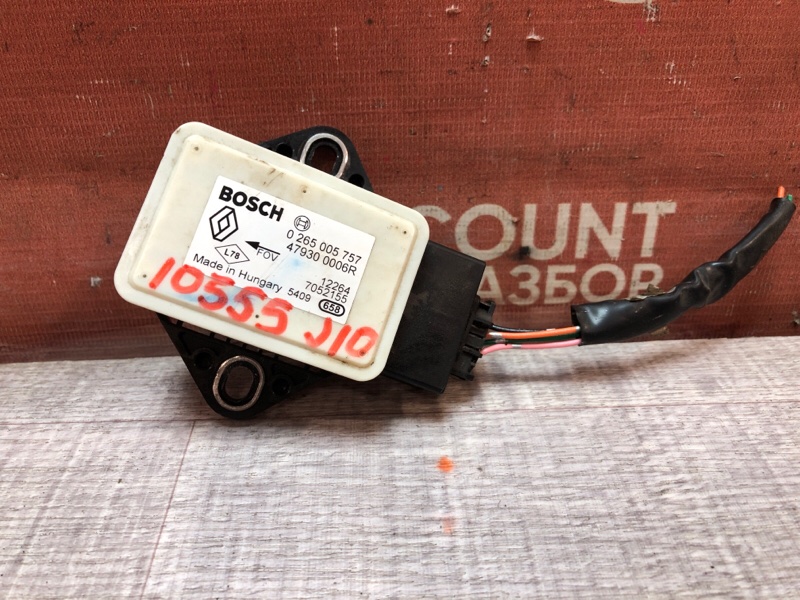 BOSCH
0 265 005 757
47930 0006R
L78
FOV
12264
Made in Hungary
7052155
5409
658
10555 J10
COUNT
РАЗБОР